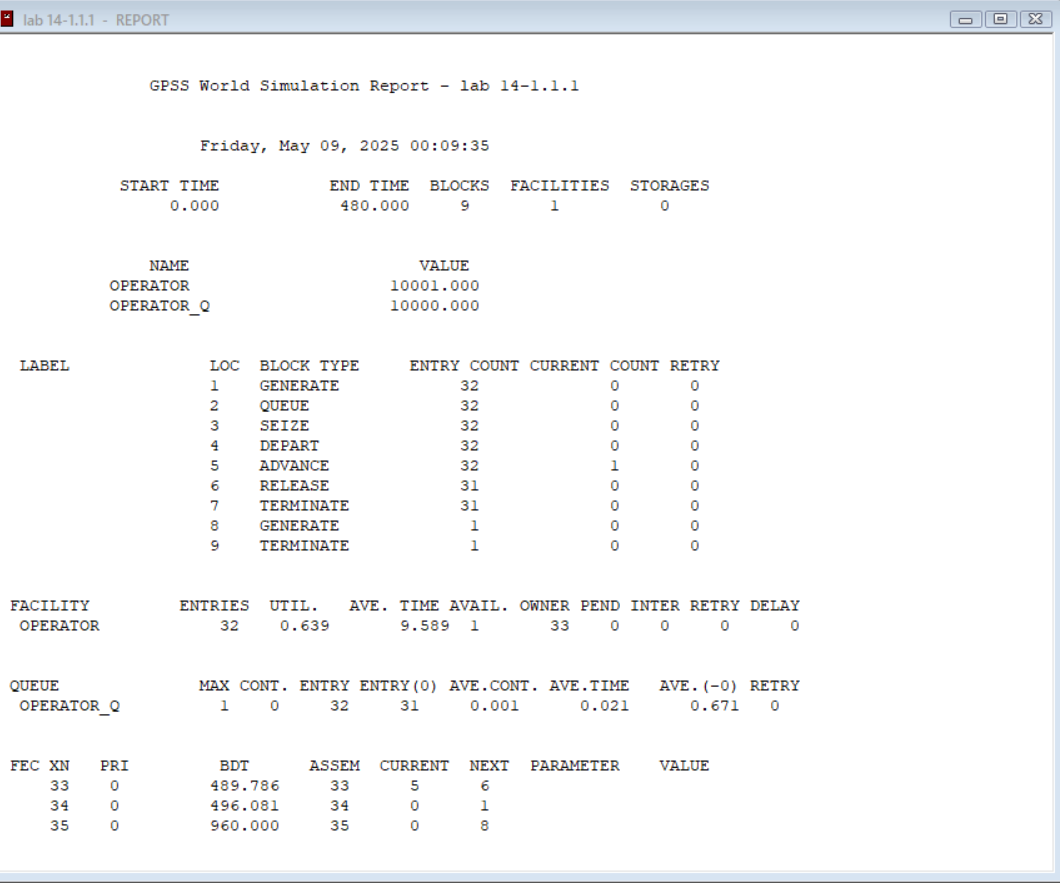 lab 14-1.1.1 - REPORT
GPSS World Simulation Report - lab 14-1.1.1
Friday, May 09, 2025 00:09:35
START TIME END TIME BLOCKS FACILITIES STORAGES
0.000 480.000 9 1 0
NAME VALUE
OPERATOR 10001.000
OPERATOR_Q 10000.000
LABEL LOC BLOCK TYPE ENTRY COUNT CURRENT COUNT RETRY
1 GENERATE 32 0 0
2 QUEUE 32 0 0
3 SEIZE 32 0 0
4 DEPART 32 0 0
5 ADVANCE 32 1 0
6 RELEASE 31 0 0
7 TERMINATE 31 0 0
8 GENERATE 1 0 0
9 TERMINATE 1 0 0
FACILITY ENTRIES UTIL. AVE. TIME AVAIL. OWNER PEND INTER RETRY DELAY
OPERATOR 32 0.639 9.589 1 33 0 0 0 0
QUEUE MAX CONT. ENTRY ENTRY(0) AVE.CONT. AVE.TIME AVE.(-0) RETRY
OPERATOR_Q 1 0 32 31 0.001 0.021 0.671 0
FEC XN PRI BDT ASSEM CURRENT NEXT PARAMETER VALUE
33 0 489.786 33 5 6
34 0 496.081 34 0 1
35 0 960.000 35 0 8